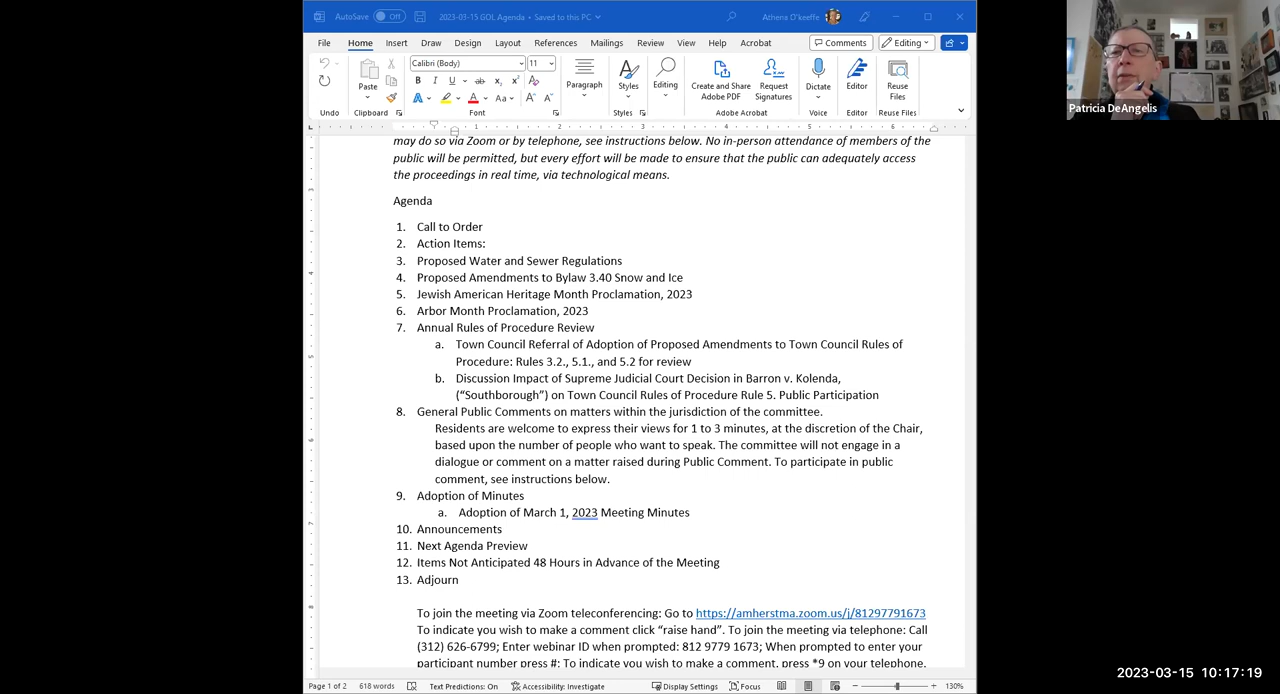 AutoSave Off 2023-03-15 GOL Agenda • Saved to this PC Athena O'keeffe
File Home Insert Draw Design Layout References Mailings Review View Help Acrobat Comments Editing
Calibri (Body) 11
Paste Paragraph Styles Editing Create and Share Adobe PDF Request Signatures Dictate Editor Reuse Files
Undo Clipboard Font Styles Adobe Acrobat Voice Editor Reuse Files
may do so via Zoom or by telephone, see instructions below. No in-person attendance of members of the
public will be permitted, but every effort will be made to ensure that the public can adequately access
the proceedings in real time, via technological means.
Agenda
1. Call to Order
2. Action Items:
3. Proposed Water and Sewer Regulations
4. Proposed Amendments to Bylaw 3.40 Snow and Ice
5. Jewish American Heritage Month Proclamation, 2023
6. Arbor Month Proclamation, 2023
7. Annual Rules of Procedure Review
a. Town Council Referral of Adoption of Proposed Amendments to Town Council Rules of
Procedure: Rules 3.2., 5.1., and 5.2 for review
b. Discussion Impact of Supreme Judicial Court Decision in Barron v. Kolenda,
(“Southborough”) on Town Council Rules of Procedure Rule 5. Public Participation
8. General Public Comments on matters within the jurisdiction of the committee.
Residents are welcome to express their views for 1 to 3 minutes, at the discretion of the Chair,
based upon the number of people who want to speak. The committee will not engage in a
dialogue or comment on a matter raised during Public Comment. To participate in public
comment, see instructions below.
9. Adoption of Minutes
a. Adoption of March 1, 2023 Meeting Minutes
10. Announcements
11. Next Agenda Preview
12. Items Not Anticipated 48 Hours in Advance of the Meeting
13. Adjourn
To join the meeting via Zoom teleconferencing: Go to https://amherstma.zoom.us/j/81297791673
To indicate you wish to make a comment click “raise hand”. To join the meeting via telephone: Call
(312) 626-6799; Enter webinar ID when prompted: 812 9779 1673; When prompted to enter your
participant number press #: To indicate you wish to make a comment, press *9 on your telephone.
Page 1 of 2 618 words Text Predictions: On Accessibility: Investigate Display Settings Focus 130%
Patricia DeAngelis
2023-03-15 10:17:19